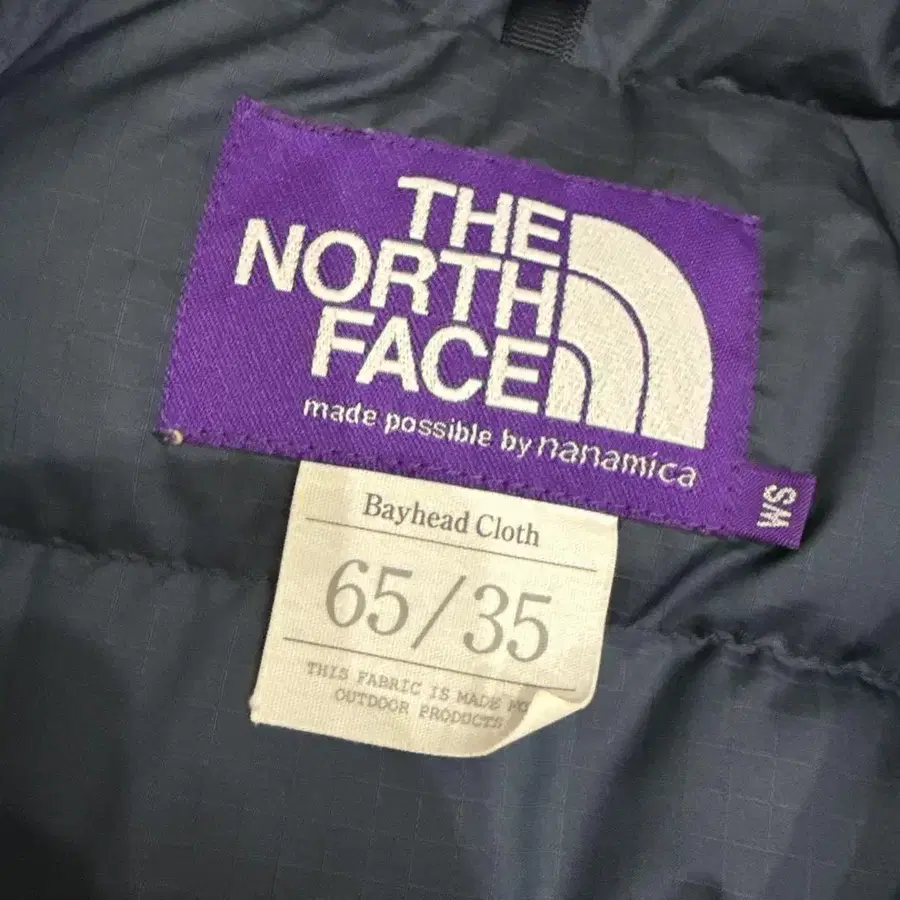 THE
NORTH
FACE
made possible by nanamica
WS
Bayhead Cloth
65/35
THIS FABRIC IS MADE
OUTDOOR PRODUCTS